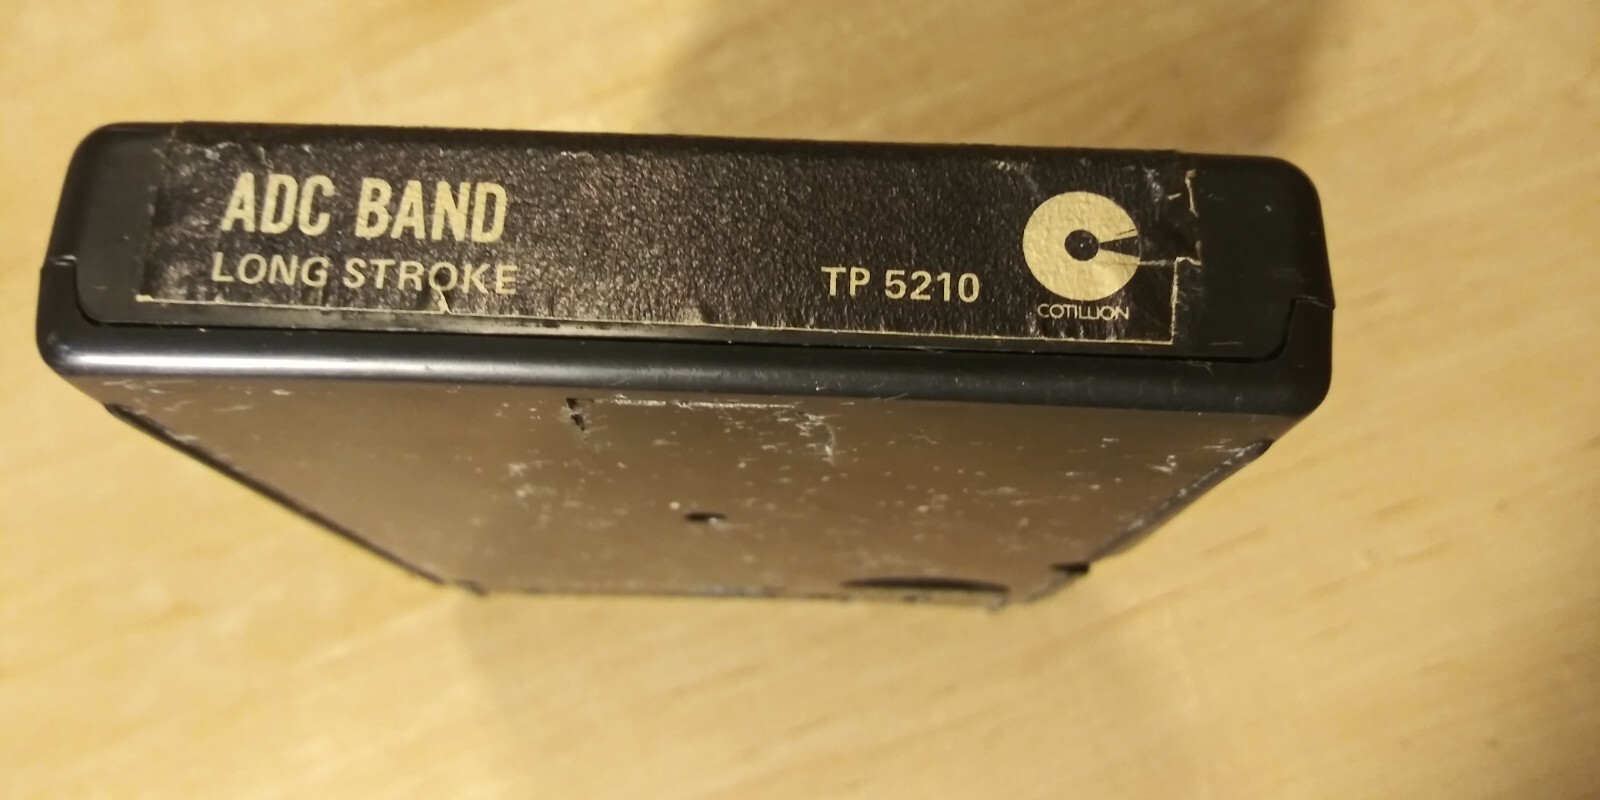 ADC BAND
LONG STROKE
TP 5210
COTILLION